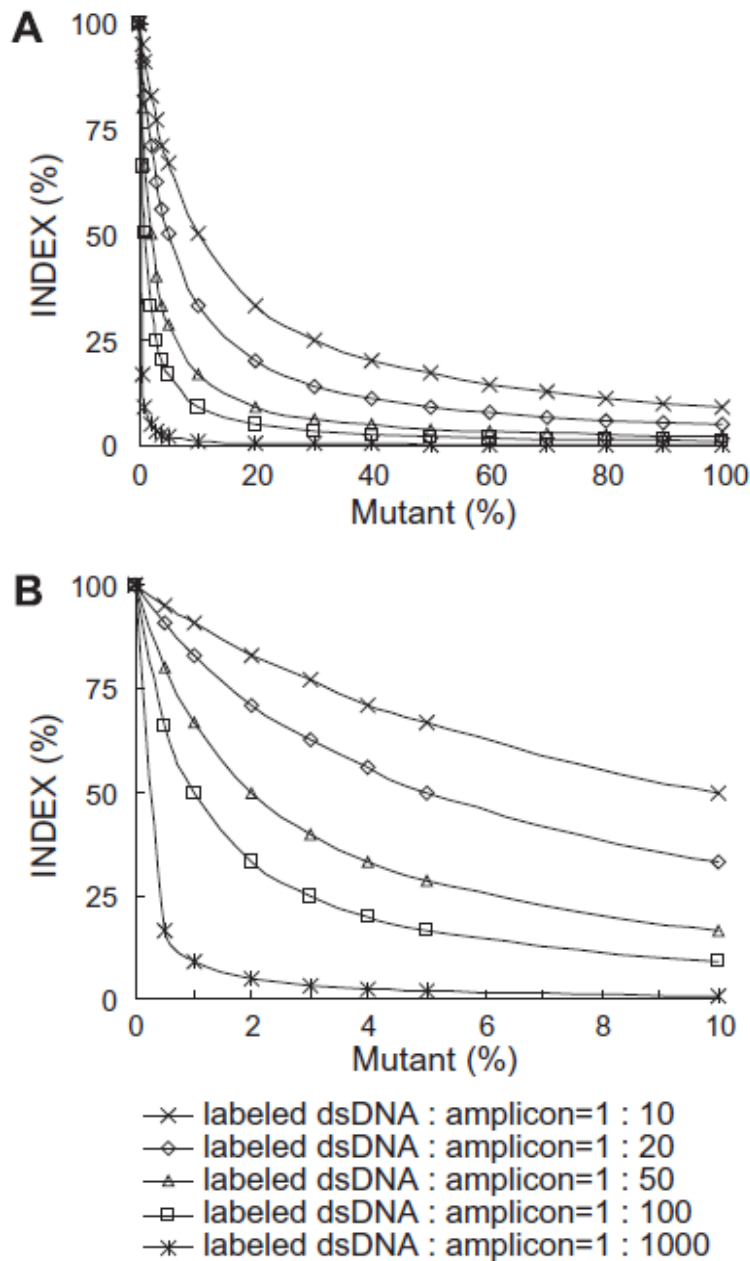 A
100
75
50
25
0
INDEX (%)
0 20 40 60 80 100
Mutant (%)
B
100
75
50
25
0
INDEX (%)
0 2 4 6 8 10
Mutant (%)
labeled dsDNA : amplicon=1 : 10
labeled dsDNA : amplicon=1 : 20
labeled dsDNA : amplicon=1 : 50
labeled dsDNA : amplicon=1 : 100
labeled dsDNA : amplicon=1 : 1000